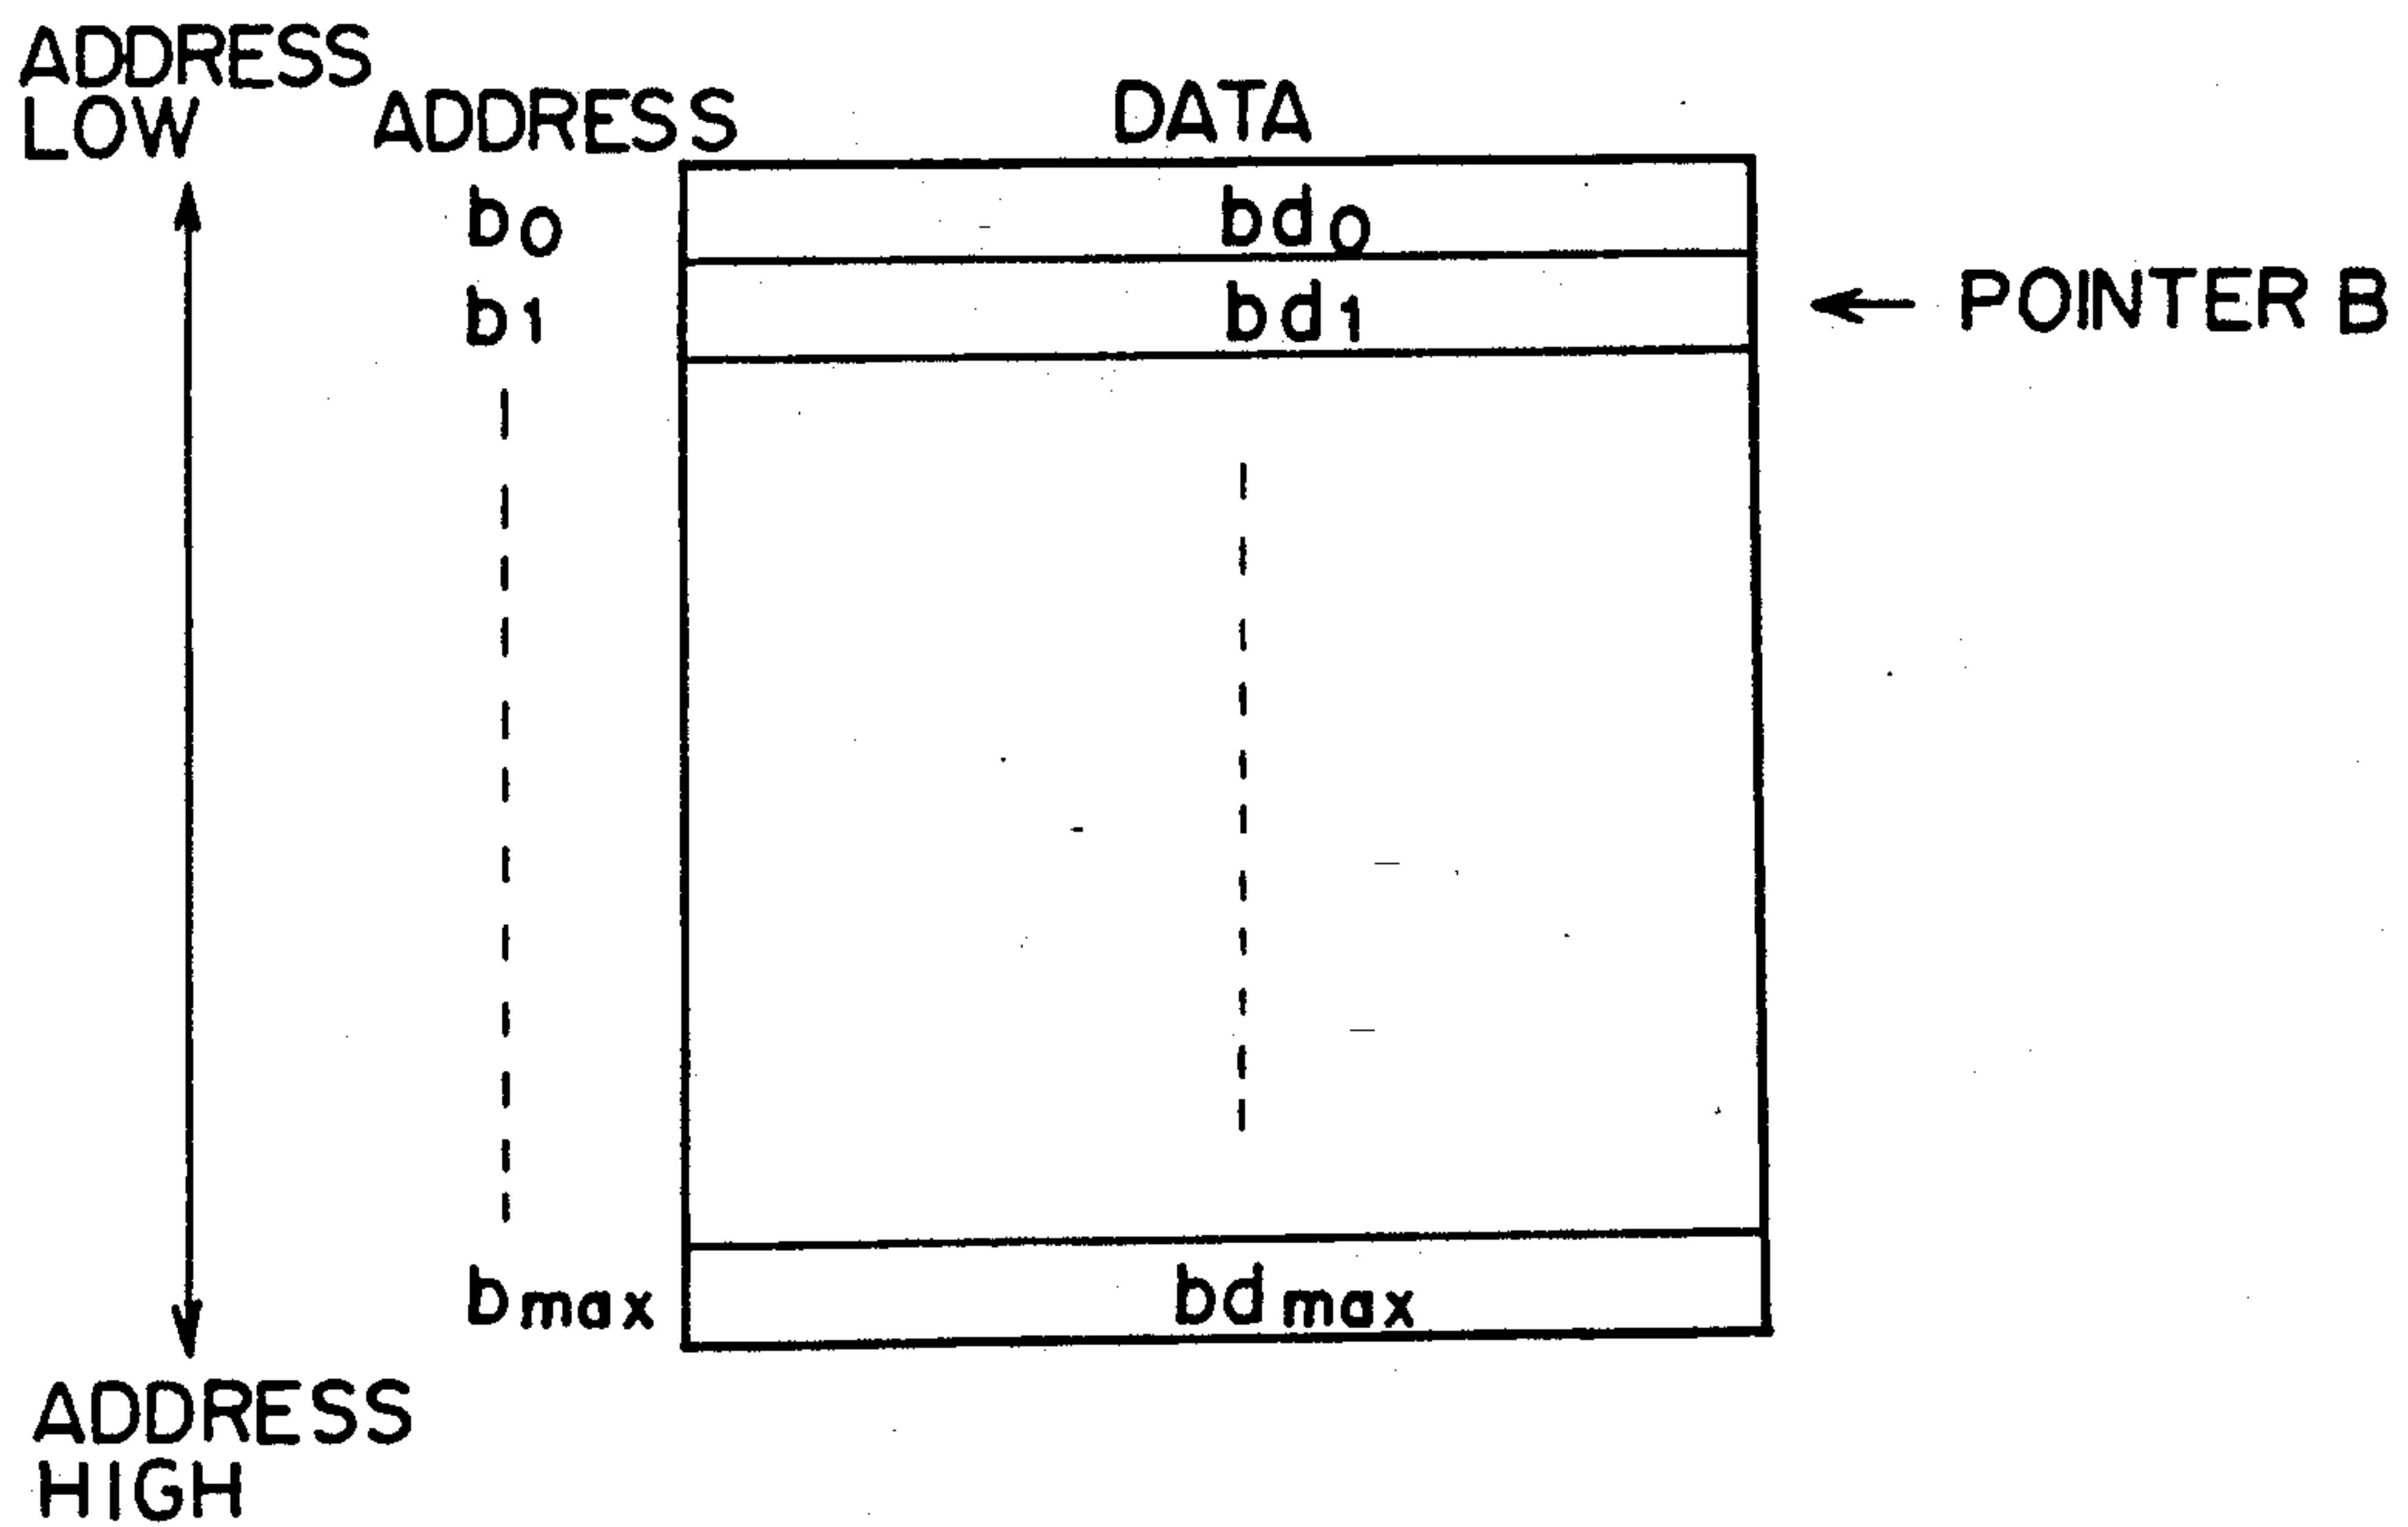 ADDRESS
LOW
ADDRESS DATA
b0 bd0
b1 bd1 ← POINTER B
bmax bdmax
ADDRESS
HIGH